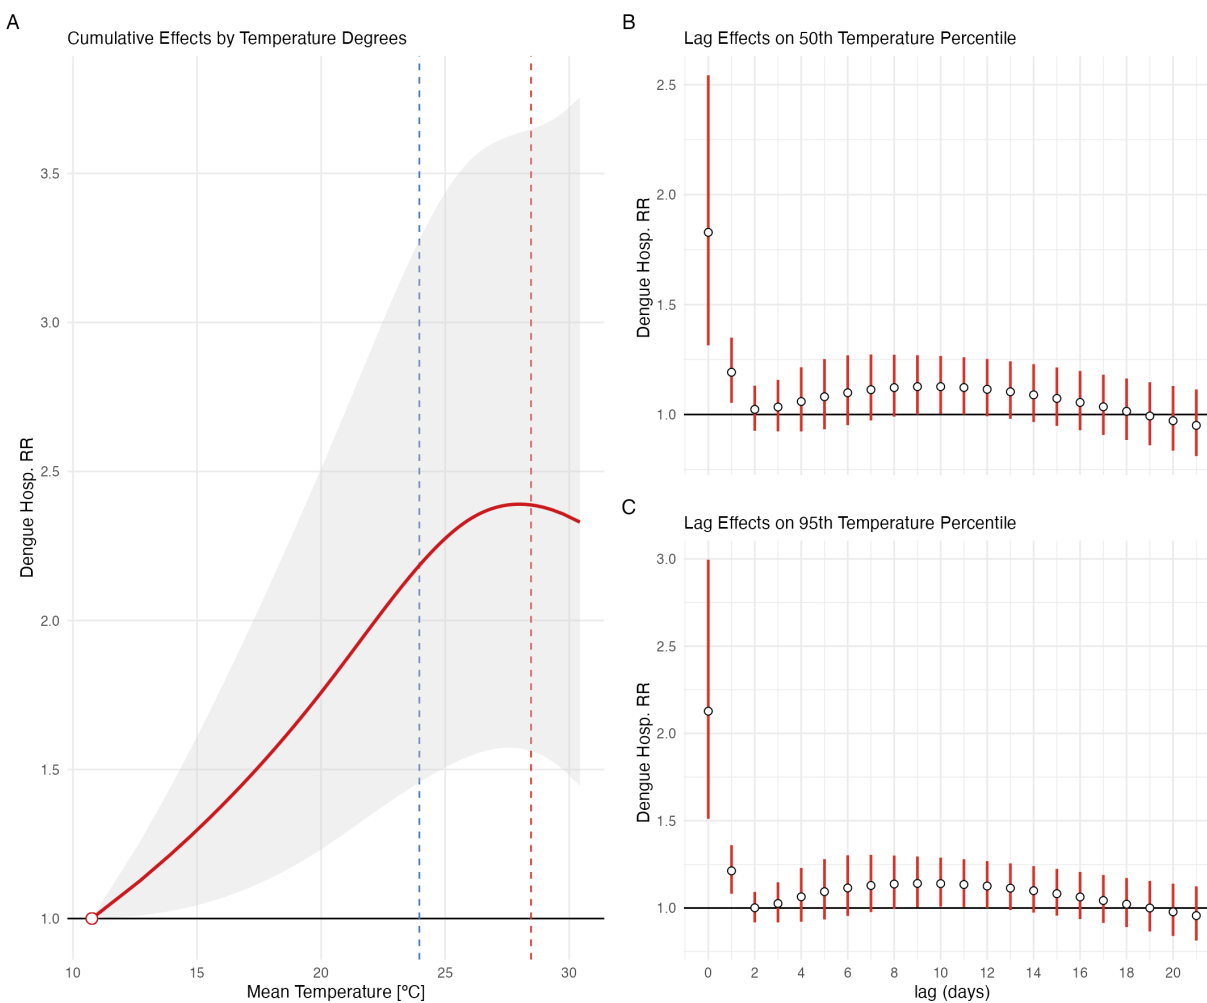 A
Cumulative Effects by Temperature Degrees
Dengue Hosp. RR
3.5
3.0
2.5
2.0
1.5
1.0
10 15 20 25 30
Mean Temperature [°C]
B
Lag Effects on 50th Temperature Percentile
Dengue Hosp. RR
2.5
2.0
1.5
1.0
C
Lag Effects on 95th Temperature Percentile
Dengue Hosp. RR
3.0
2.5
2.0
1.5
1.0
0 2 4 6 8 10 12 14 16 18 20
lag (days)